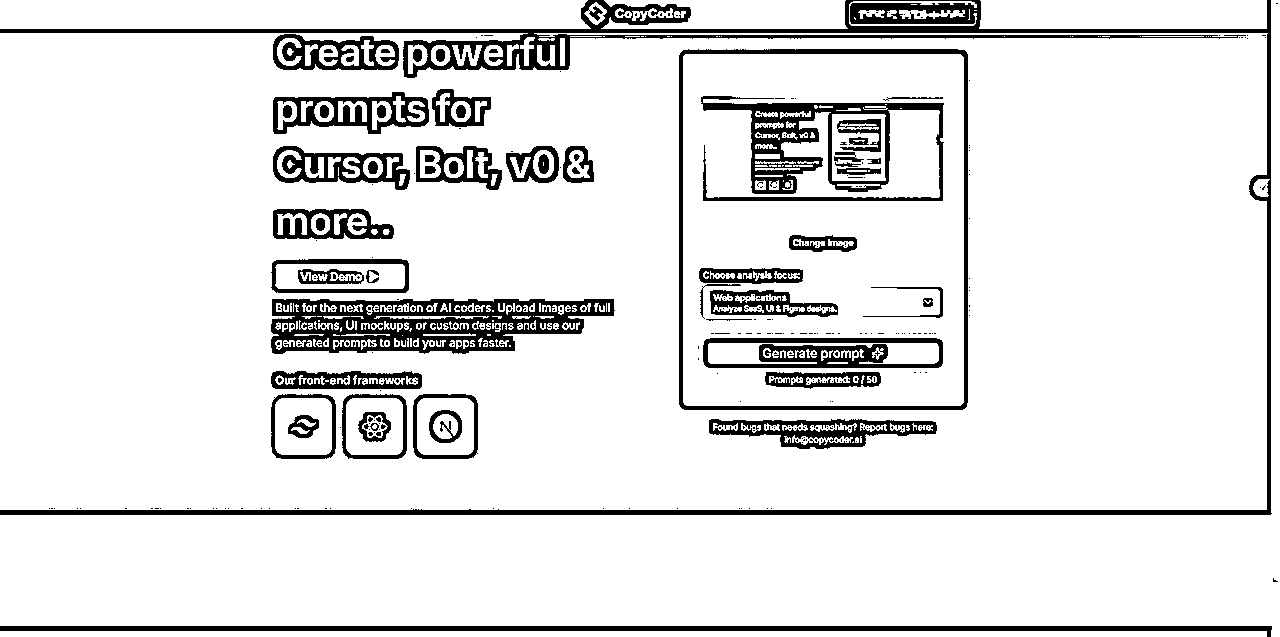 CopyCoder
Create powerful
prompts for
Cursor, Bolt, v0 &
more..
View Demo
Built for the next generation of AI coders. Upload images of full
applications, UI mockups, or custom designs and use our
generated prompts to build your apps faster.
Our front-end frameworks
Create powerful
prompts for
Cursor, Bolt, v0 &
more..
Change image
Choose analysis focus:
Web applications
Analyze SaaS, UI & Figma designs.
Generate prompt
Prompts generated: 0 / 50
Found bugs that needs squashing? Report bugs here:
info@copycoder.ai